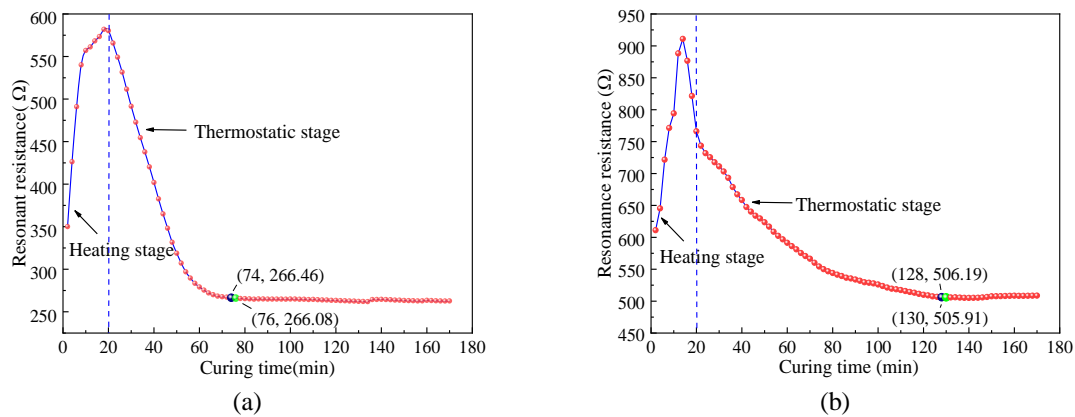 600
575
550
500
450
400
350
300
250
Resonant resistance( Ω)
Thermostatic stage
Heating stage
(74, 266.46)
(76, 266.08)
0 20 40 60 80 100 120 140 160 180
Curing time(min)
(a)
950
900
850
800
750
700
650
600
550
500
450
Resonannce resistance (Ω)
Thermostatic stage
Heating stage
(128, 506.19)
(130, 505.91)
0 20 40 60 80 100 120 140 160 180
Curing time (min)
(b)